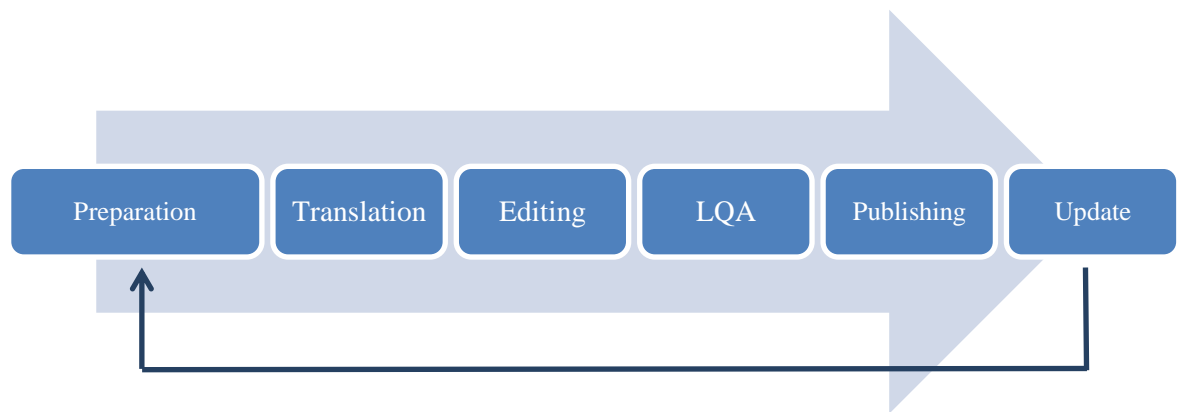 Preparation
Translation
Editing
LQA
Publishing
Update